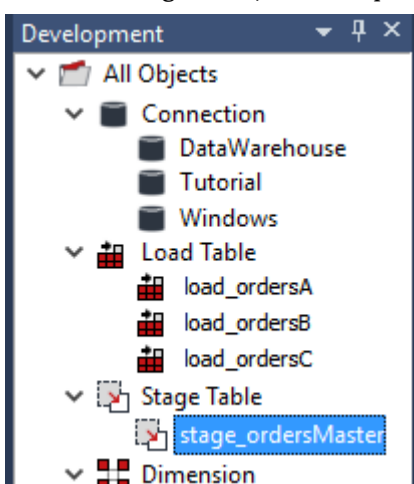 Development
All Objects
Connection
DataWarehouse
Tutorial
Windows
Load Table
load_ordersA
load_ordersB
load_ordersC
Stage Table
stage_ordersMaster
Dimension